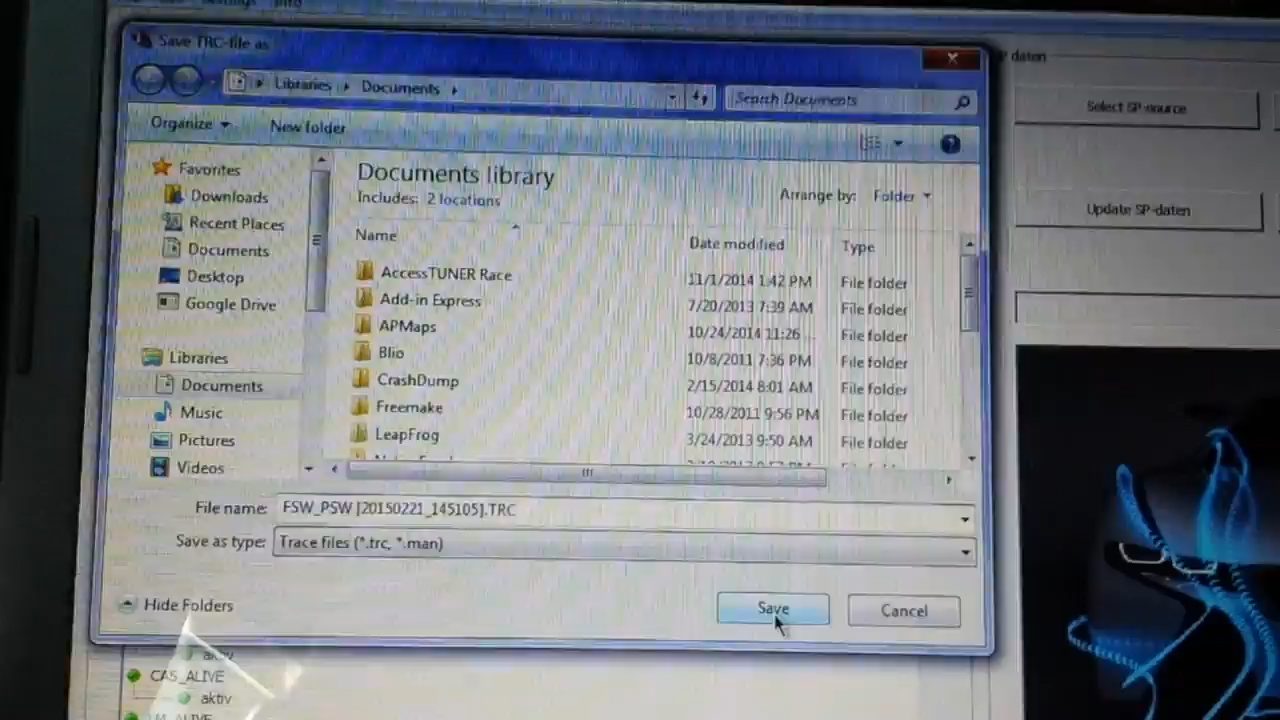 Info
Save TRC-file as
daten
Libraries Documents
Search Documents
Select SP-source
Organize New folder
Favorites
Downloads
Recent Places
Documents
Desktop
Google Drive
Libraries
Documents
Music
Pictures
Videos
Documents library
Includes: 2 locations
Arrange by: Folder
Update SP-daten
Name Date modified Type
AccessTUNER Race 11/1/2014 1:42 PM File folder
Add-in Express 7/20/2013 7:39 AM File folder
APMaps 10/24/2014 11:26 ... File folder
Blio 10/8/2011 7:36 PM File folder
CrashDump 2/15/2014 8:01 AM File folder
Freemake 10/28/2011 9:56 PM File folder
LeapFrog 3/24/2013 9:50 AM File folder
File name: FSW_PSW [20150221_145105].TRC
Save as type: Trace files (*.trc, *.man)
Hide Folders
Save Cancel
aktiv
CAS_ALIVE
aktiv